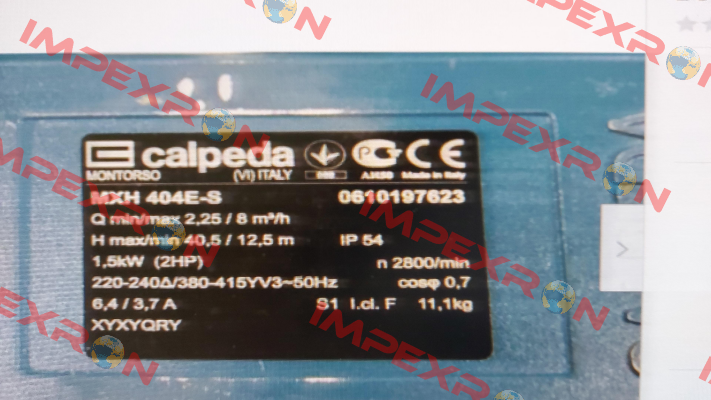 calpeda
MONTORSO (VI) ITALY Made in Italy
MXH 404E-S 0610197623
Q min/max 2,25 / 8 m³/h
H max/min 40,5 / 12,5 m IP 54
1,5kW (2HP) n 2800/min
220-240Δ/380-415YV3~50Hz cosφ 0,7
6,4 / 3,7 A S1 I.cl. F 11,1kg
XYXYQRY
IMPEXRON
IMPEXRON
IMPEXRON
IMPEXRON
IMPEXRON
IMPEXRON